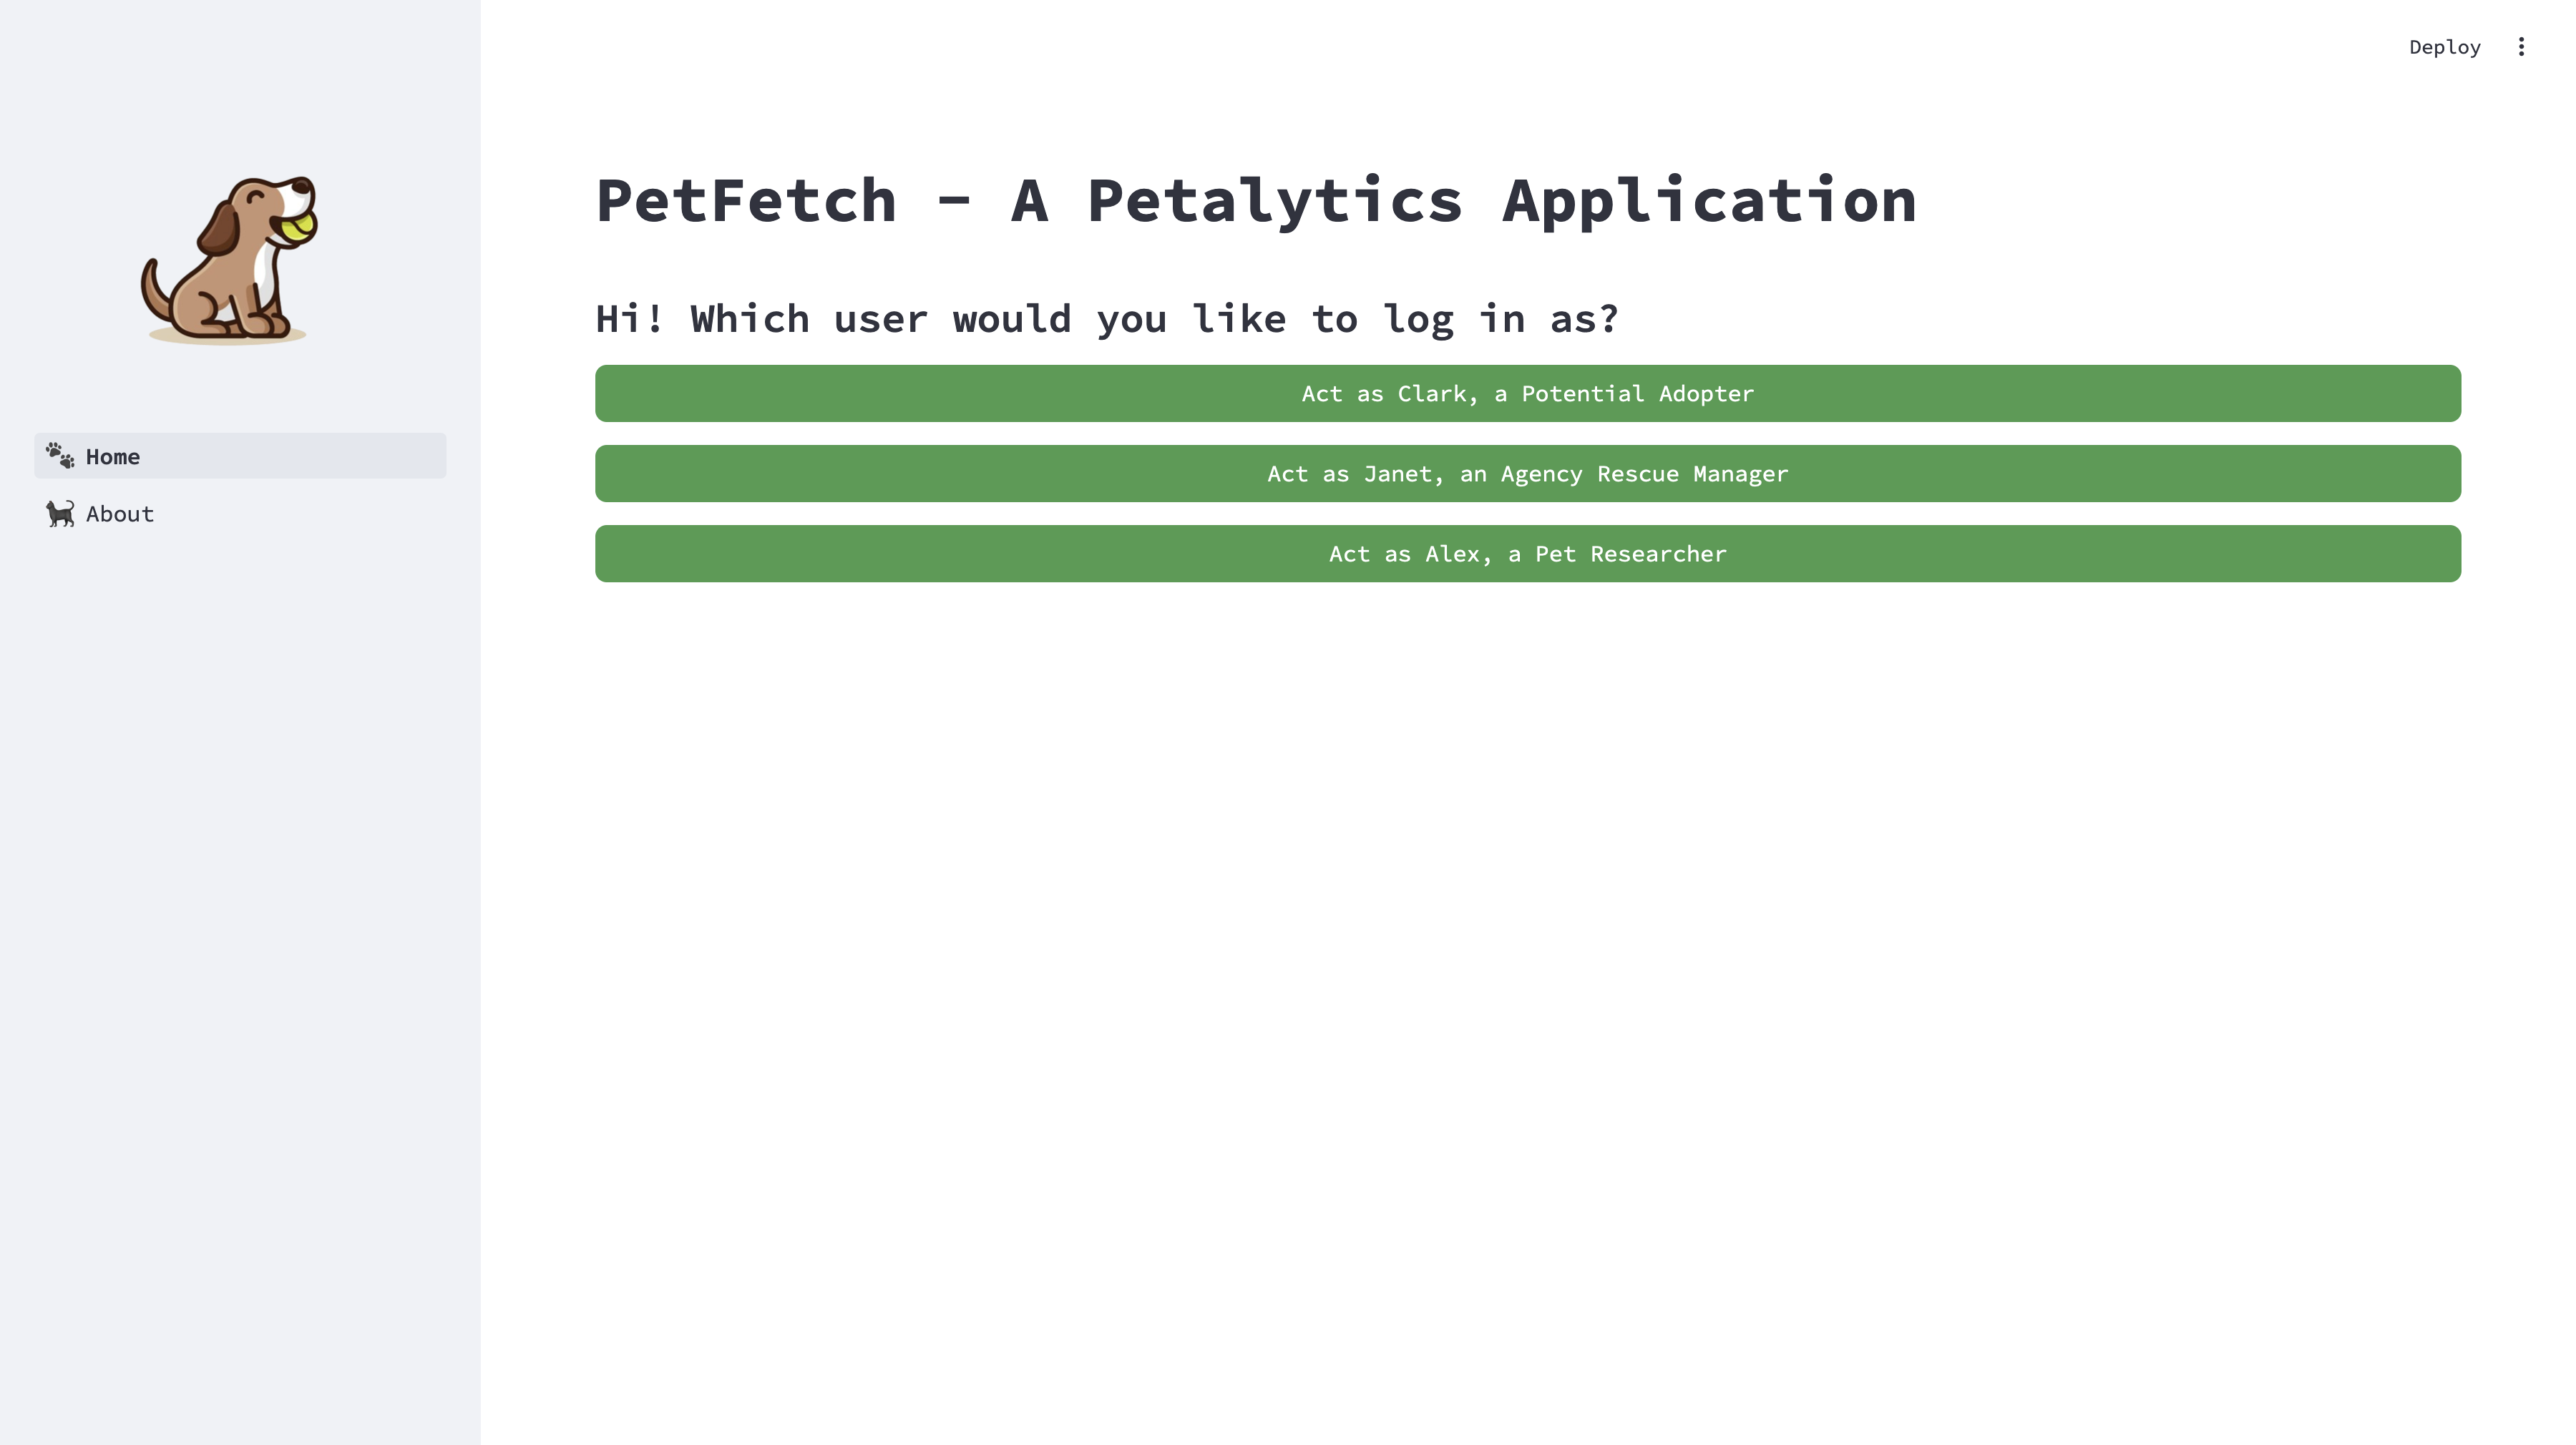 Deploy
Home
About
PetFetch - A Petalytics Application
Hi! Which user would you like to log in as?
Act as Clark, a Potential Adopter
Act as Janet, an Agency Rescue Manager
Act as Alex, a Pet Researcher